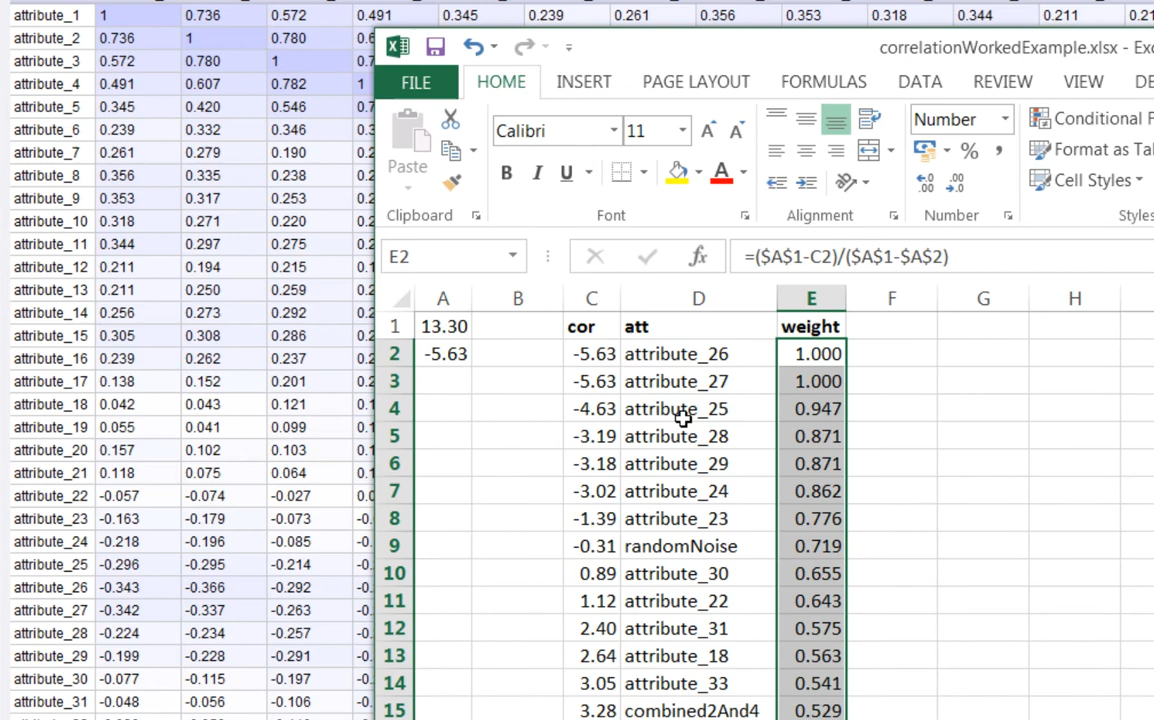 attribute_1 1 0.736 0.572 0.491 0.345 0.239 0.261 0.356 0.353 0.318 0.344 0.211
attribute_2 0.736 1 0.780
attribute_3 0.572 0.780 1
attribute_4 0.491 0.607 0.782 1
attribute_5 0.345 0.420 0.546
attribute_6 0.239 0.332 0.346
attribute_7 0.261 0.279 0.190
attribute_8 0.356 0.335 0.238
attribute_9 0.353 0.317 0.253
attribute_10 0.318 0.271 0.220
attribute_11 0.344 0.297 0.275
attribute_12 0.211 0.194 0.215
attribute_13 0.211 0.250 0.259
attribute_14 0.256 0.273 0.292
attribute_15 0.305 0.308 0.286
attribute_16 0.239 0.262 0.237
attribute_17 0.138 0.152 0.201
attribute_18 0.042 0.043 0.121
attribute_19 0.055 0.041 0.099
attribute_20 0.157 0.102 0.103
attribute_21 0.118 0.075 0.064
attribute_22 -0.057 -0.074 -0.027
attribute_23 -0.163 -0.179 -0.073
attribute_24 -0.218 -0.196 -0.085
attribute_25 -0.296 -0.295 -0.214
attribute_26 -0.343 -0.366 -0.292
attribute_27 -0.342 -0.337 -0.263
attribute_28 -0.224 -0.234 -0.257
attribute_29 -0.199 -0.228 -0.291
attribute_30 -0.077 -0.115 -0.197
attribute_31 -0.048 -0.056 -0.106
correlationWorkedExample.xlsx -
FILE HOME INSERT PAGE LAYOUT FORMULAS DATA REVIEW VIEW
Paste Calibri 11 A A Number Conditional
B I U A % , Format as
Cell Styles
Clipboard Font Alignment Number Styles
E2 fx =($A$1-C2)/($A$1-$A$2)
A B C D E F G H
1 13.30 cor att weight
2 -5.63 -5.63 attribute_26 1.000
3 -5.63 attribute_27 1.000
4 -4.63 attribute_25 0.947
5 -3.19 attribute_28 0.871
6 -3.18 attribute_29 0.871
7 -3.02 attribute_24 0.862
8 -1.39 attribute_23 0.776
9 -0.31 randomNoise 0.719
10 0.89 attribute_30 0.655
11 1.12 attribute_22 0.643
12 2.40 attribute_31 0.575
13 2.64 attribute_18 0.563
14 3.05 attribute_33 0.541
15 3.28 combined2And4 0.529